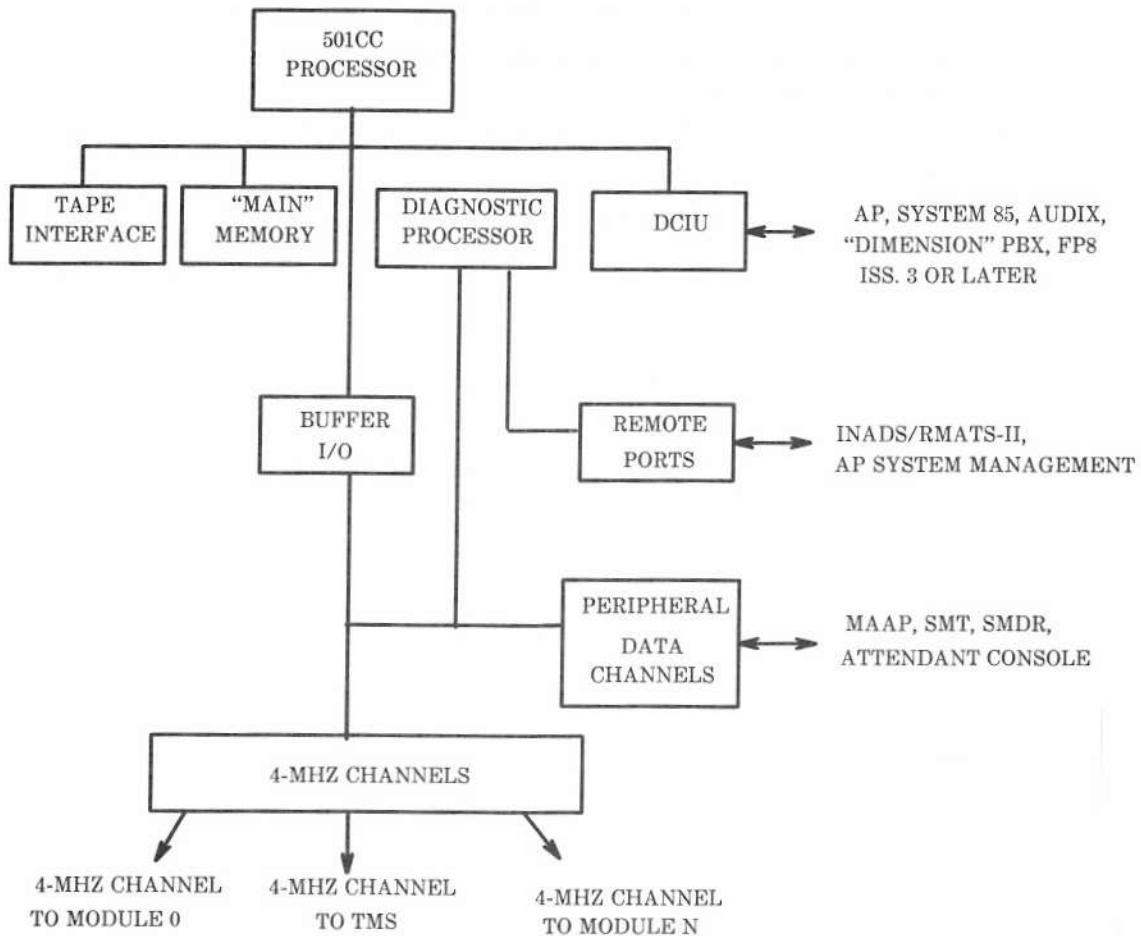 501CC
PROCESSOR
TAPE
INTERFACE
“MAIN”
MEMORY
DIAGNOSTIC
PROCESSOR
DCIU
AP, SYSTEM 85, AUDIX,
“DIMENSION” PBX, FP8
ISS. 3 OR LATER
BUFFER
I/O
REMOTE
PORTS
INADS/RMATS-II,
AP SYSTEM MANAGEMENT
PERIPHERAL
DATA
CHANNELS
MAAP, SMT, SMDR,
ATTENDANT CONSOLE
4-MHZ CHANNELS
4-MHZ CHANNEL
TO MODULE 0
4-MHZ CHANNEL
TO TMS
4-MHZ CHANNEL
TO MODULE N